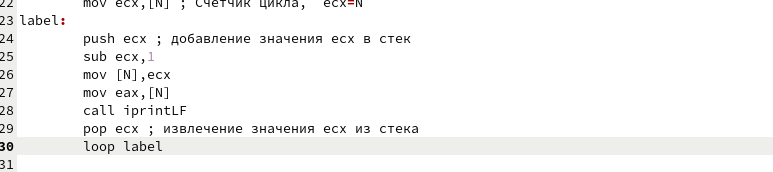 22 mov ecx,[N] ; Счетчик цикла, `ecx=N`
23 label:
24 push ecx ; добавление значения ecx в стек
25 sub ecx,1
26 mov [N],ecx
27 mov eax,[N]
28 call iprintLF
29 pop ecx ; извлечение значения ecx из стека
30 loop label
31